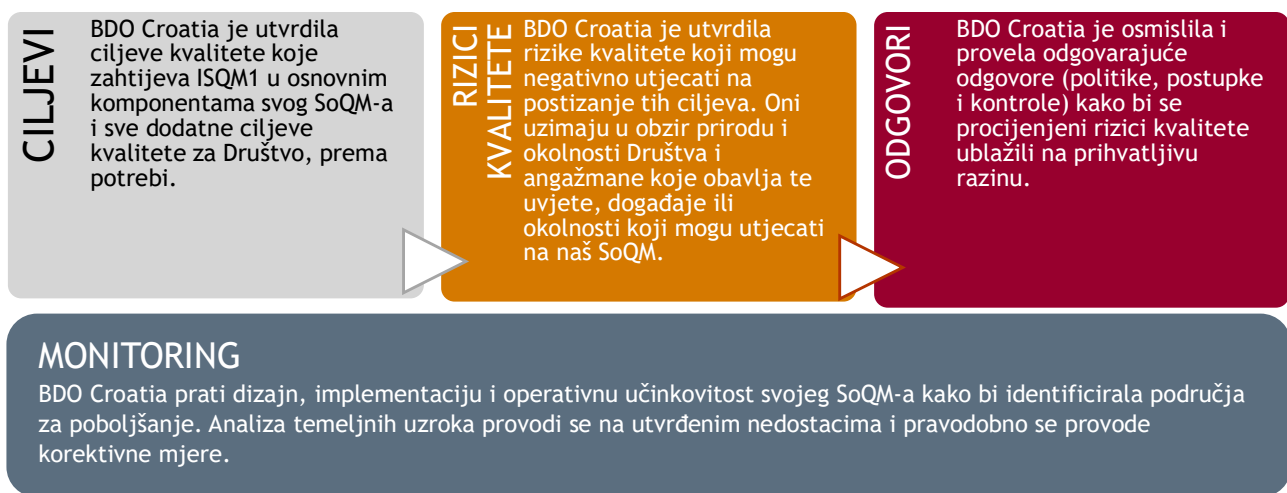 CILJEVI
BDO Croatia je utvrdila
ciljeve kvalitete koje
zahtijeva ISQM1 u osnovnim
komponentama svog SoQM-a
i sve dodatne ciljeve
kvalitete za Društvo, prema
potrebi.
RIZICI
KVALITETE
BDO Croatia je utvrdila
rizike kvalitete koji mogu
negativno utjecati na
postizanje tih ciljeva. Oni
uzimaju u obzir prirodu i
okolnosti Društva i
angažmane koje obavlja te
uvjete, događaje ili
okolnosti koji mogu utjecati
na naš SoQM.
ODGOVORI
BDO Croatia je osmislila i
provela odgovarajuće
odgovore (politike, postupke
i kontrole) kako bi se
procijenjeni rizici kvalitete
ublažili na prihvatljivu
razinu.
MONITORING
BDO Croatia prati dizajn, implementaciju i operativnu učinkovitost svojeg SoQM-a kako bi identificirala područja
za poboljšanje. Analiza temeljnih uzroka provodi se na utvrđenim nedostacima i pravodobno se provode
korektivne mjere.